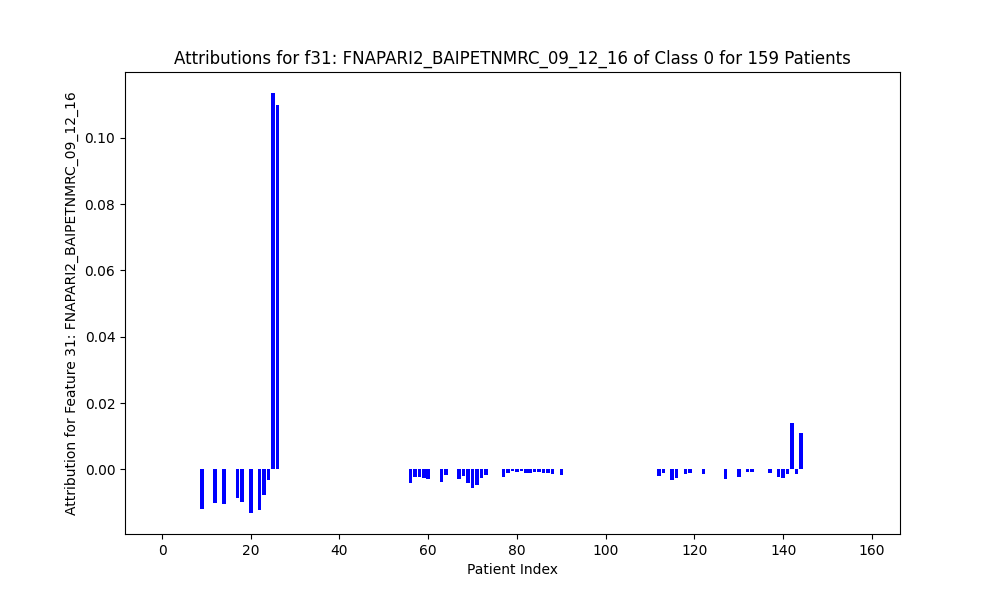 Attributions for f31: FNAPARI2_BAIPETNMRC_09_12_16 of Class 0 for 159 Patients
Attribution for Feature 31: FNAPARI2_BAIPETNMRC_09_12_16
0.10
0.08
0.06
0.04
0.02
0.00
0 20 40 60 80 100 120 140 160
Patient Index